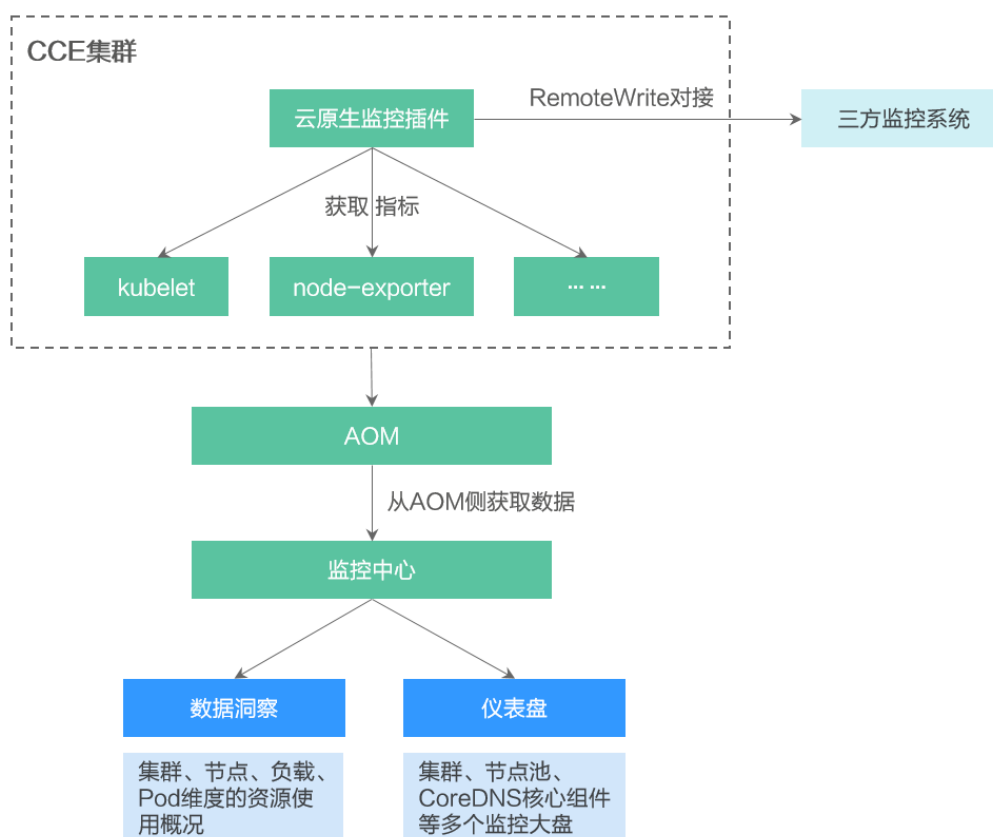 CCE集群
RemoteWrite对接
云原生监控插件
三方监控系统
获取 指标
kubelet
node-exporter
... ...
AOM
从AOM侧获取数据
监控中心
数据洞察
仪表盘
集群、节点、负载、
Pod维度的资源使
用概况
集群、节点池、
CoreDNS核心组件
等多个监控大盘